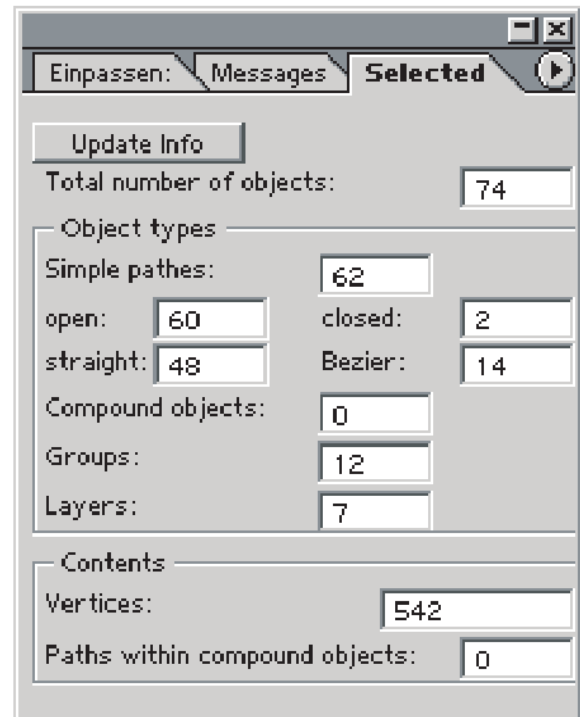 Einpassen: Messages Selected
Update Info
Total number of objects: 74
Object types
Simple pathes: 62
open: 60 closed: 2
straight: 48 Bezier: 14
Compound objects: 0
Groups: 12
Layers: 7
Contents
Vertices: 542
Paths within compound objects: 0